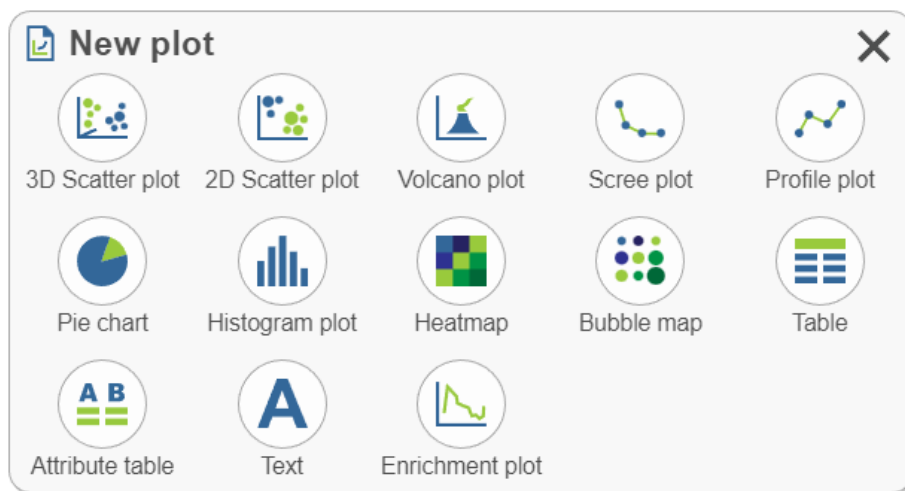 New plot
3D Scatter plot 2D Scatter plot Volcano plot Scree plot Profile plot
Pie chart Histogram plot Heatmap Bubble map Table
A B A
Attribute table Text Enrichment plot